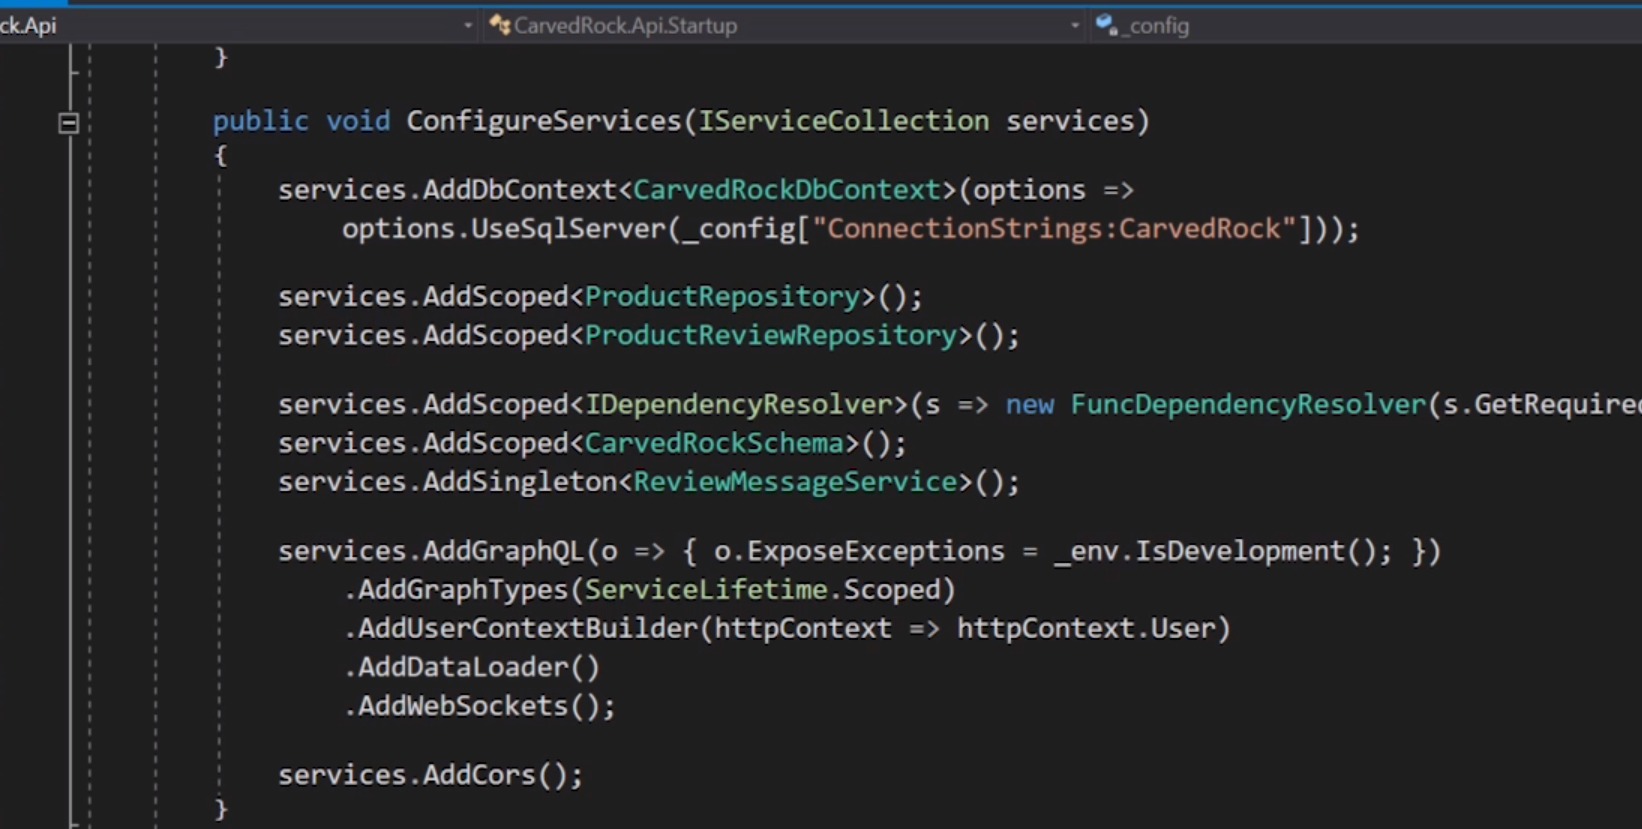 ck.Api CarvedRock.Api.Startup _config
}
public void ConfigureServices(IServiceCollection services)
{
services.AddDbContext<CarvedRockDbContext>(options =>
options.UseSqlServer(_config["ConnectionStrings:CarvedRock"]));
services.AddScoped<ProductRepository>();
services.AddScoped<ProductReviewRepository>();
services.AddScoped<IDependencyResolver>(s => new FuncDependencyResolver(s.GetRequired
services.AddScoped<CarvedRockSchema>();
services.AddSingleton<ReviewMessageService>();
services.AddGraphQL(o => { o.ExposeExceptions = _env.IsDevelopment(); })
.AddGraphTypes(ServiceLifetime.Scoped)
.AddUserContextBuilder(httpContext => httpContext.User)
.AddDataLoader()
.AddWebSockets();
services.AddCors();
}